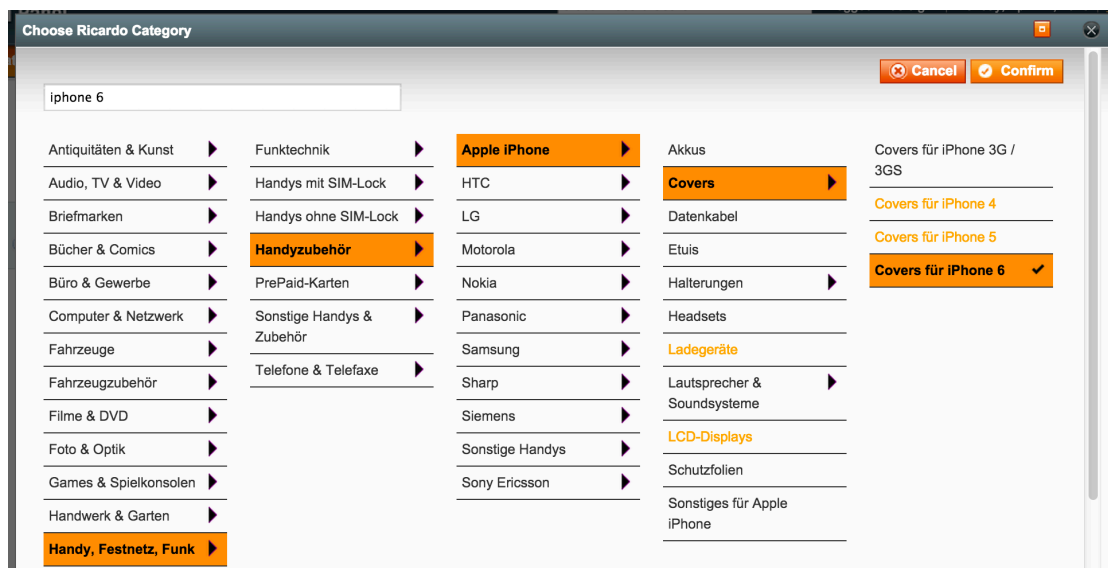 Choose Ricardo Category
Cancel
Confirm
iphone 6
Antiquitäten & Kunst
Audio, TV & Video
Briefmarken
Bücher & Comics
Büro & Gewerbe
Computer & Netzwerk
Fahrzeuge
Fahrzeugzubehör
Filme & DVD
Foto & Optik
Games & Spielkonsolen
Handwerk & Garten
Handy, Festnetz, Funk
Funktechnik
Handys mit SIM-Lock
Handys ohne SIM-Lock
Handyzubehör
PrePaid-Karten
Sonstige Handys &
Zubehör
Telefone & Telefaxe
Apple iPhone
HTC
LG
Motorola
Nokia
Panasonic
Samsung
Sharp
Siemens
Sonstige Handys
Sony Ericsson
Akkus
Covers
Datenkabel
Etuis
Halterungen
Headsets
Ladegeräte
Lautsprecher &
Soundsysteme
LCD-Displays
Schutzfolien
Sonstiges für Apple
iPhone
Covers für iPhone 3G /
3GS
Covers für iPhone 4
Covers für iPhone 5
Covers für iPhone 6